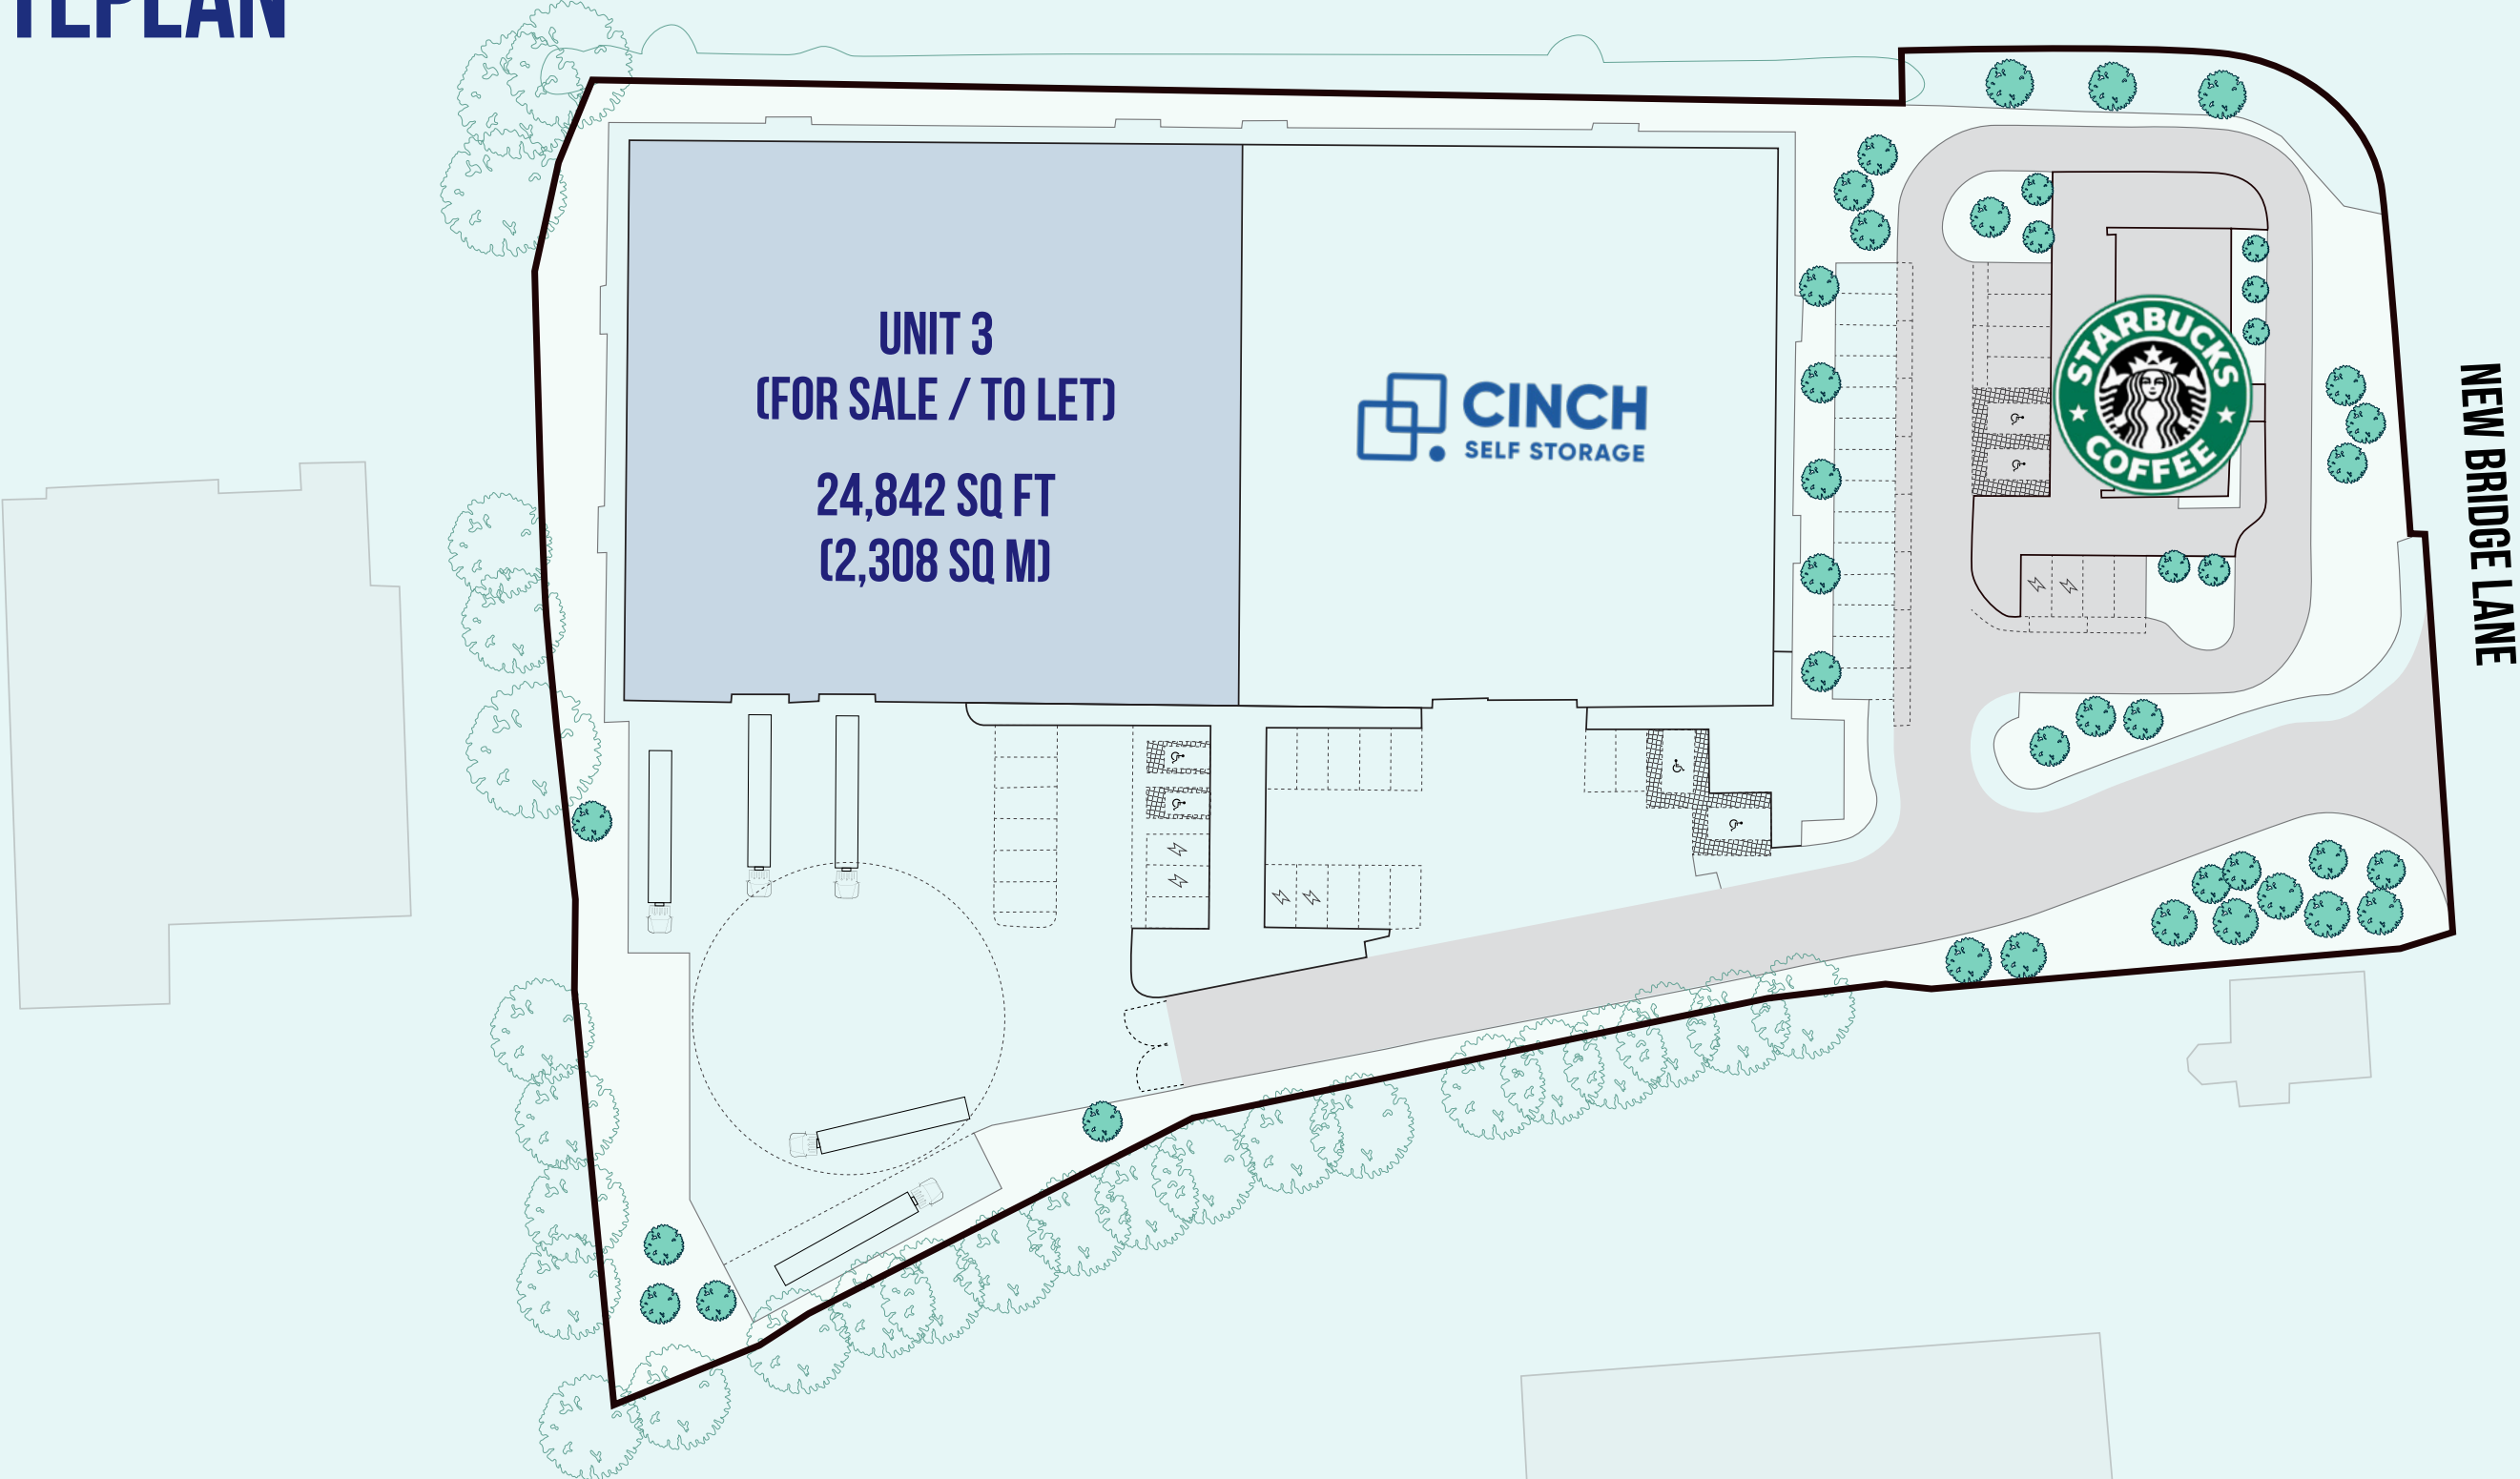 UNIT 3
(FOR SALE / TO LET)
24,842 SQ FT
(2,308 SQ M)
CINCH
SELF STORAGE
STARBUCKS
COFFEE
NEW BRIDGE LANE